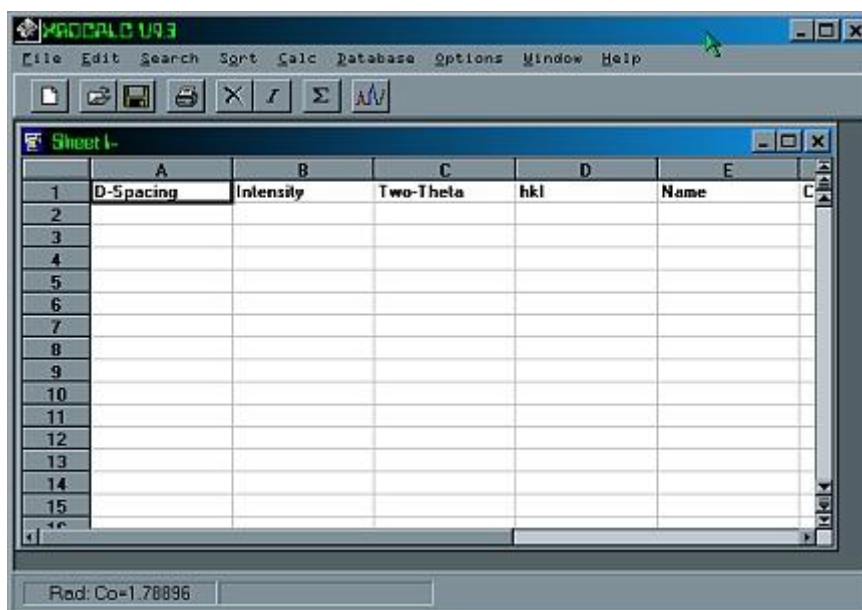 XRDCALC V9.3
File Edit Search Sort Calc Database Options Window Help
Sheet 1-
A B C D E
1 D-Spacing Intensity Two-Theta hkl Name C
2
3
4
5
6
7
8
9
10
11
12
13
14
15
Rad: Co=1.78896